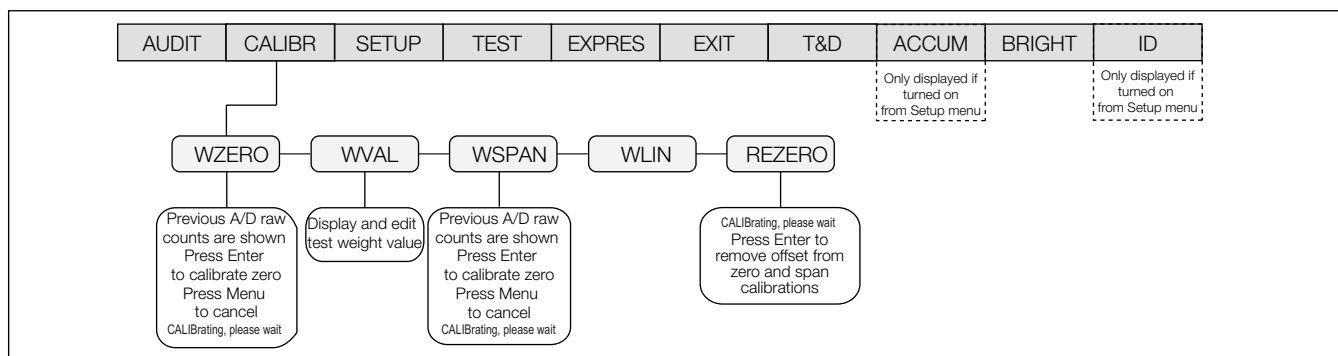 AUDIT CALIBR SETUP TEST EXPRES EXIT T&D ACCUM BRIGHT ID
Only displayed if
turned on
from Setup menu
Only displayed if
turned on
from Setup menu
WZERO WVAL WSPAN WLIN REZERO
Previous A/D raw
counts are shown
Press Enter
to calibrate zero
Press Menu
to cancel
CALIBrating, please wait
Display and edit
test weight value
Previous A/D raw
counts are shown
Press Enter
to calibrate zero
Press Menu
to cancel
CALIBrating, please wait
CALIBrating, please wait
Press Enter to
remove offset from
zero and span
calibrations